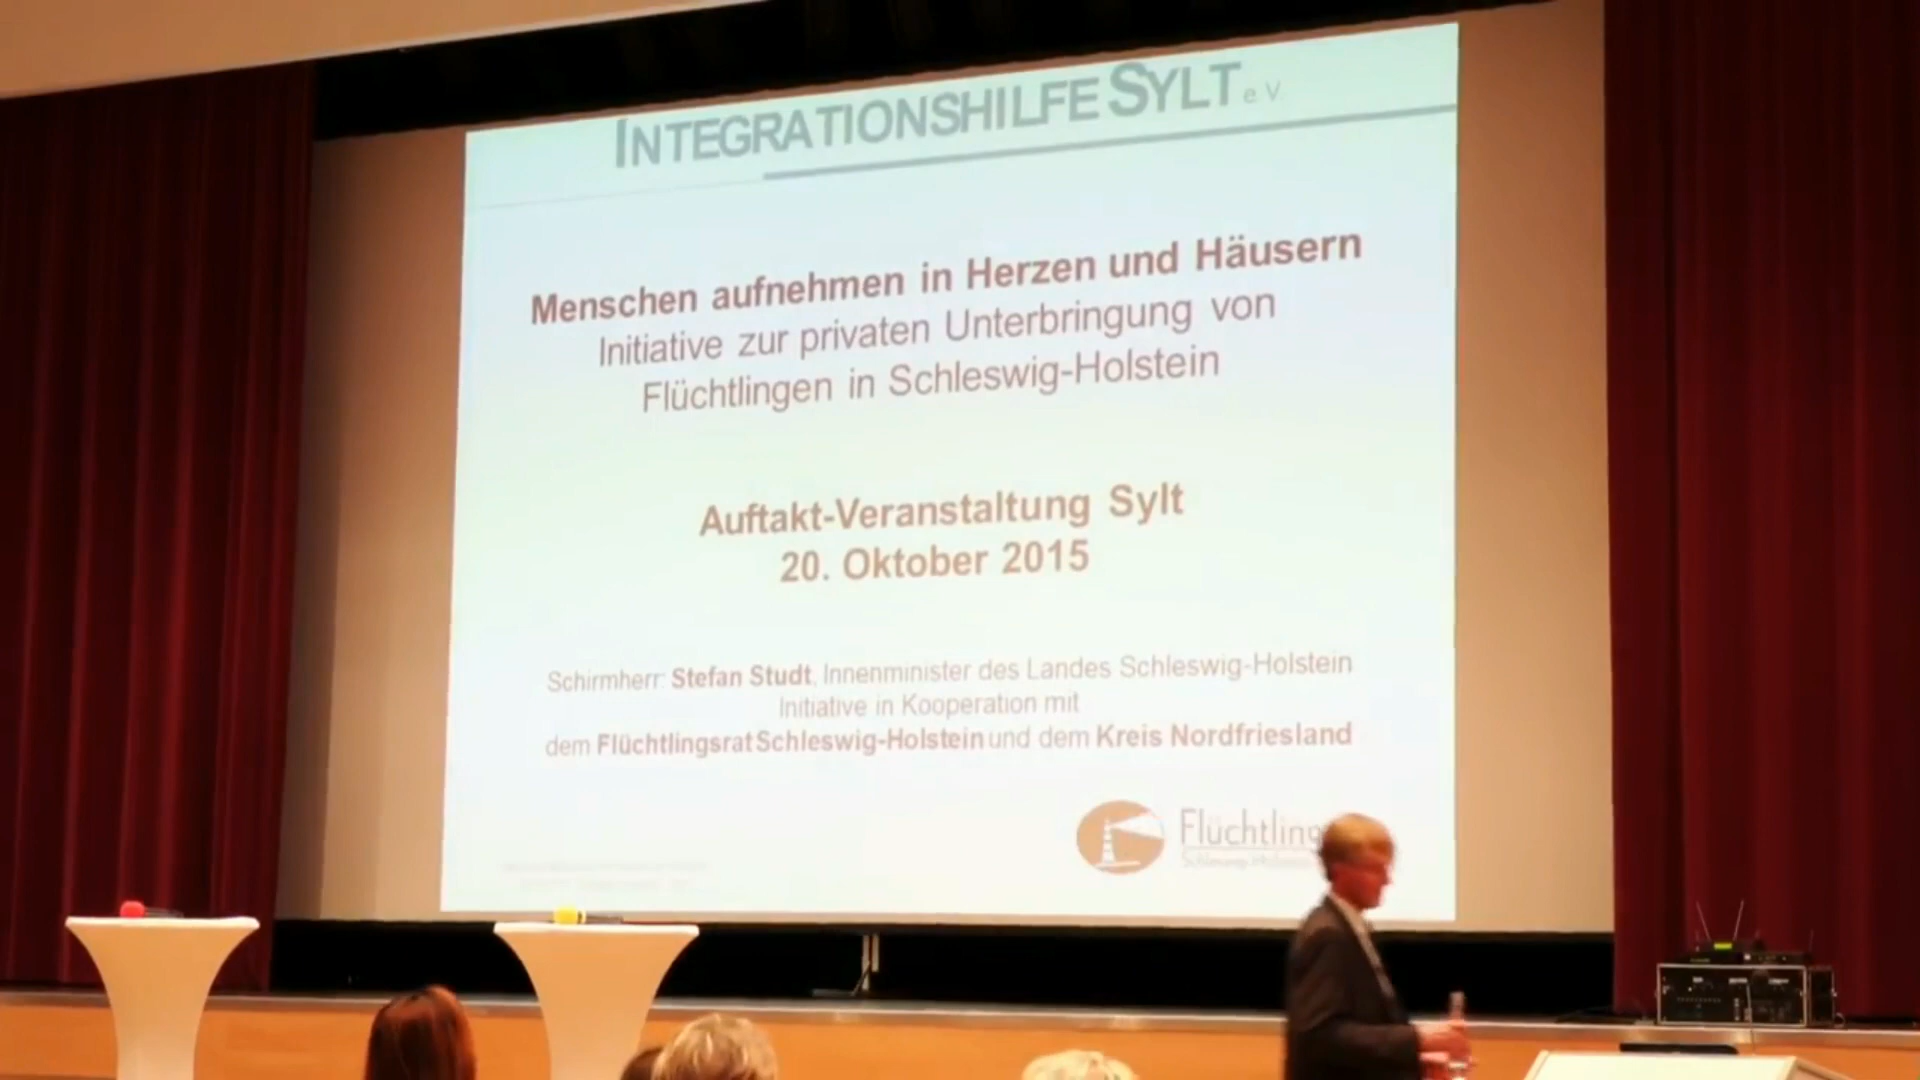 INTEGRATIONSHILFE SYLT e.V.
Menschen aufnehmen in Herzen und Häusern
Initiative zur privaten Unterbringung von
Flüchtlingen in Schleswig-Holstein
Auftakt-Veranstaltung Sylt
20. Oktober 2015
Schirmherr: Stefan Studt, Innenminister des Landes Schleswig-Holstein
Initiative in Kooperation mit
dem Flüchtlingsrat Schleswig-Holstein und dem Kreis Nordfriesland
Flüchtling